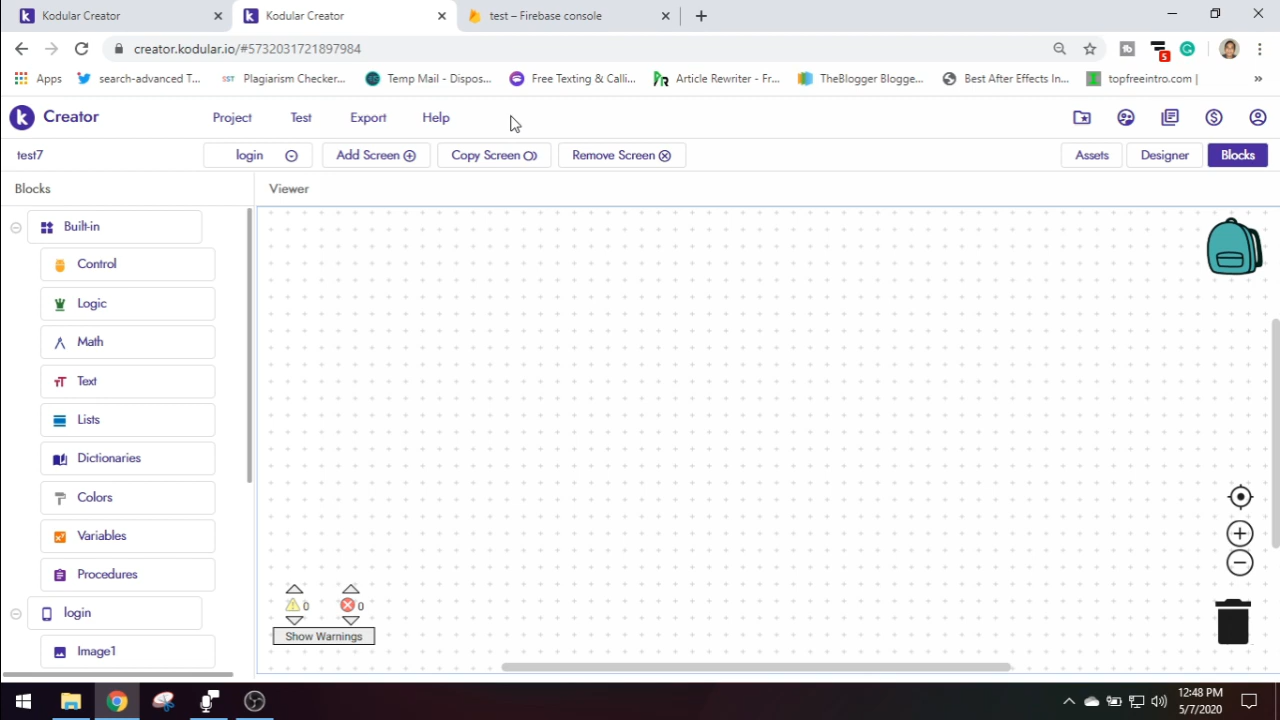 Kodular Creator
Kodular Creator
test – Firebase console
creator.kodular.io/#5732031721897984
5
Apps
search-advanced T...
SST
Plagiarism Checker...
Temp Mail - Dispos...
Free Texting & Calli...
Article Rewriter - Fr...
TheBlogger Blogge...
Best After Effects In...
topfreeintro.com |
»
Creator
Project
Test
Export
Help
test7
login
Add Screen
Copy Screen
Remove Screen
Assets
Designer
Blocks
Blocks
Viewer
Built-in
Control
Logic
Math
Text
Lists
Dictionaries
Colors
Variables
Procedures
login
Image1
0
0
Show Warnings
12:48 PM
5/7/2020